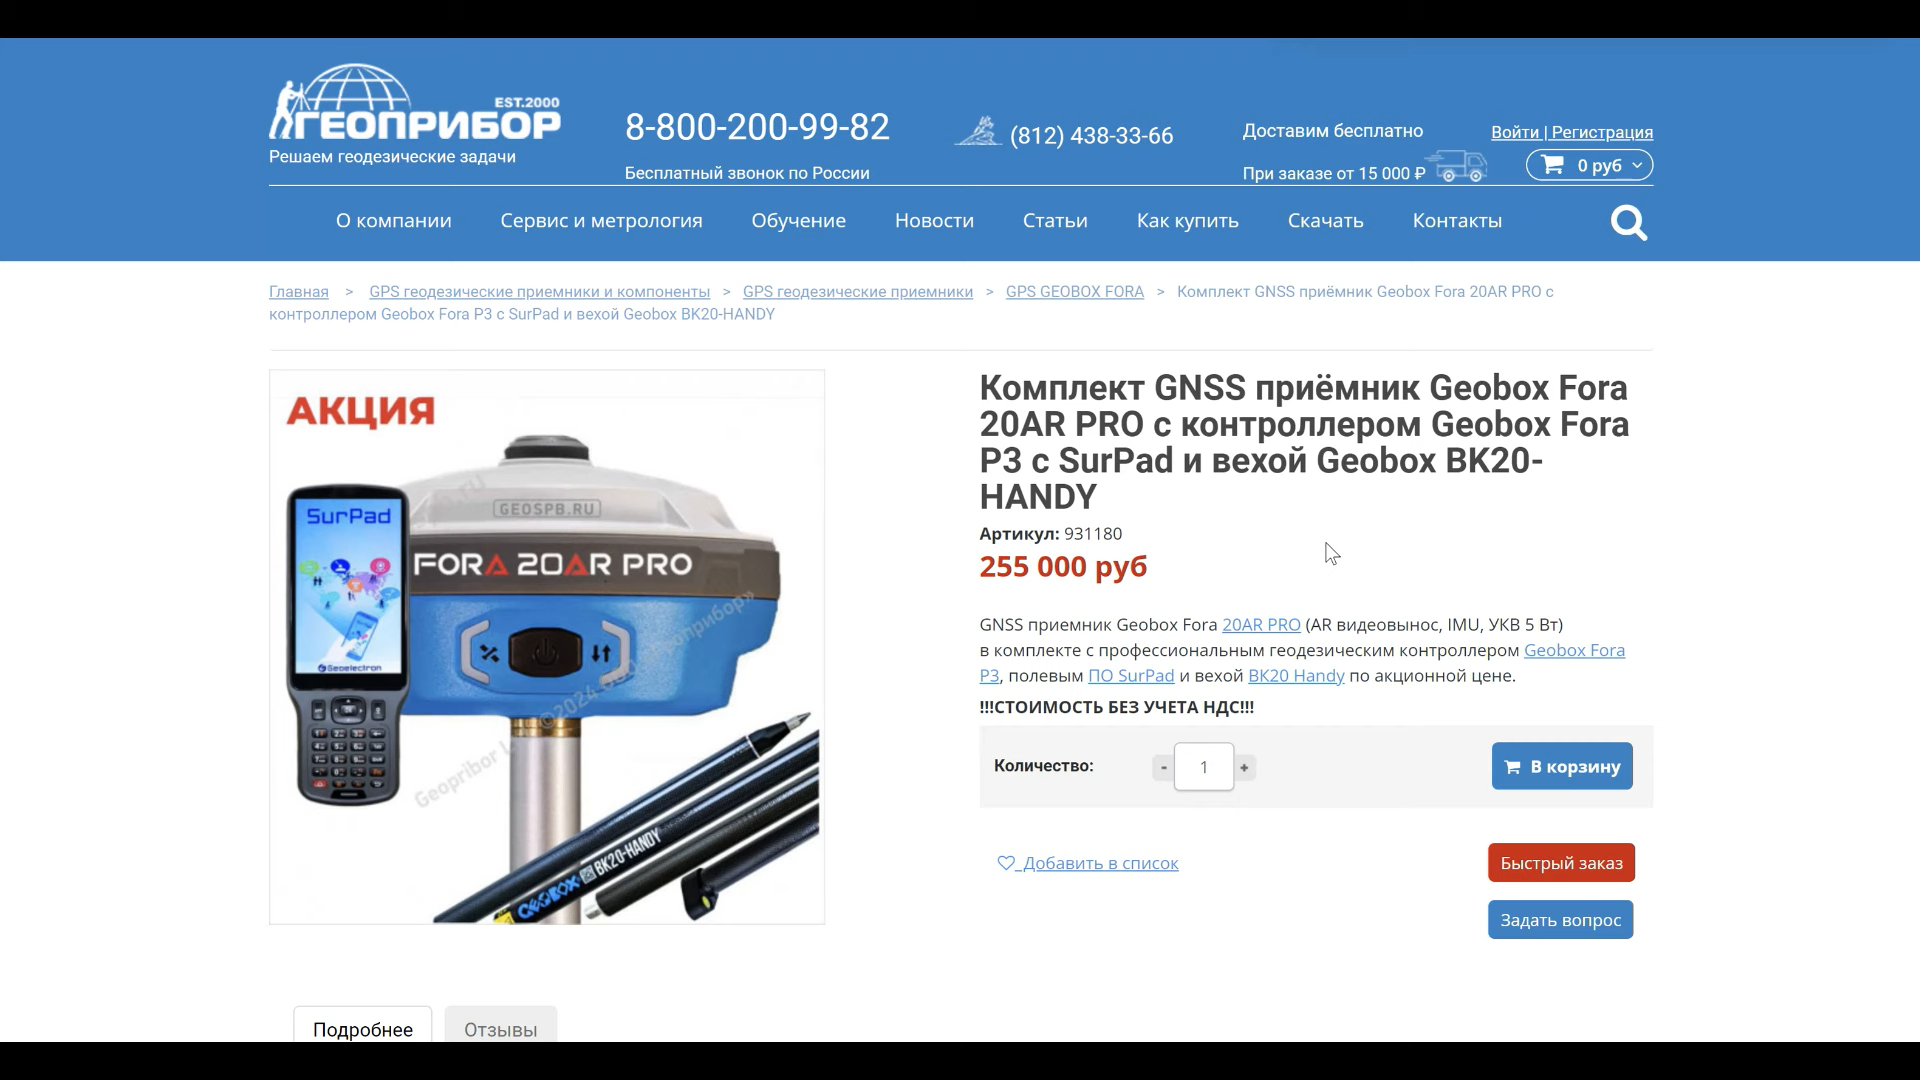 EST.2000
ГЕОПРИБОР
Решаем геодезические задачи
8-800-200-99-82
Бесплатный звонок по России
(812) 438-33-66
Доставим бесплатно
При заказе от 15 000 ₽
Войти | Регистрация
0 руб
О компании Сервис и метрология Обучение Новости Статьи Как купить Скачать Контакты
Главная > GPS геодезические приемники и компоненты > GPS геодезические приемники > GPS GEOBOX FORA > Комплект GNSS приёмник Geobox Fora 20AR PRO с
контроллером Geobox Fora P3 с SurPad и вехой Geobox BK20-HANDY
АКЦИЯ
GEOSPB.RU
SurPad
FORA 20AR PRO
Geoelectron
©2024
Geopribor
GEOBOX BK20-HANDY
Комплект GNSS приёмник Geobox Fora
20AR PRO с контроллером Geobox Fora
P3 с SurPad и вехой Geobox BK20-
HANDY
Артикул: 931180
255 000 руб
GNSS приемник Geobox Fora 20AR PRO (AR видеовынос, IMU, УКВ 5 Вт)
в комплекте с профессиональным геодезическим контроллером Geobox Fora
P3, полевым ПО SurPad и вехой BK20 Handy по акционной цене.
!!!СТОИМОСТЬ БЕЗ УЧЕТА НДС!!!
Количество:
- 1 +
В корзину
Добавить в список
Быстрый заказ
Задать вопрос
Подробнее Отзывы